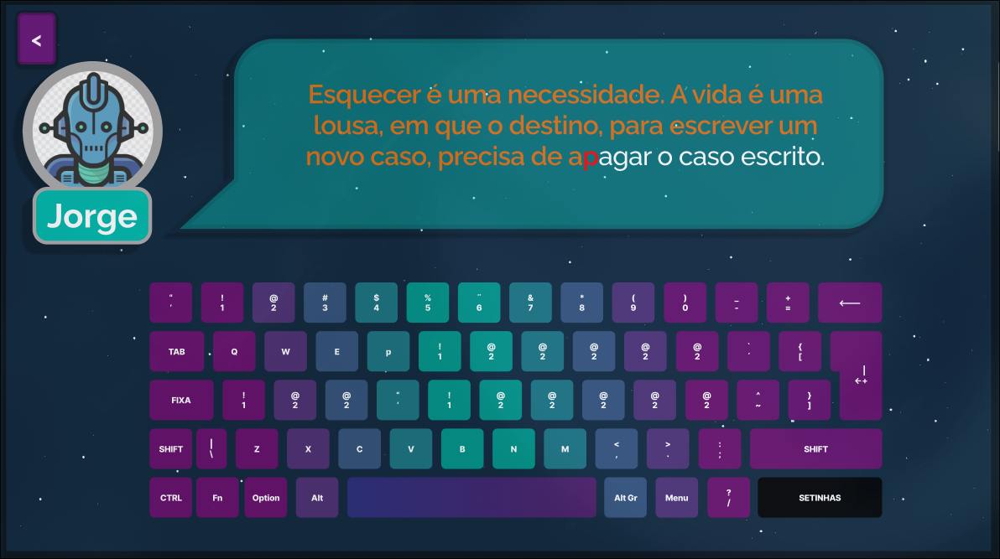 <
Esquecer é uma necessidade. A vida é uma
lousa, em que o destino, para escrever um
novo caso, precisa de apagar o caso escrito.
Jorge
" ! @ # $ % ¨ & * ( ) _ +
' 1 2 3 4 5 6 7 8 9 0 - = ←
TAB Q W E p ! @ @ @ @ @ ` {
1 2 2 2 2 2 ´ [
|
←+
FIXA ! @ @ " ! @ @ @ @ @ ^ }
1 2 2 ' 1 2 2 2 2 2 ~ ]
SHIFT | Z X C V B N M < > : SHIFT
\ , . ;
CTRL Fn Option Alt Alt Gr Menu ? SETINHAS
/